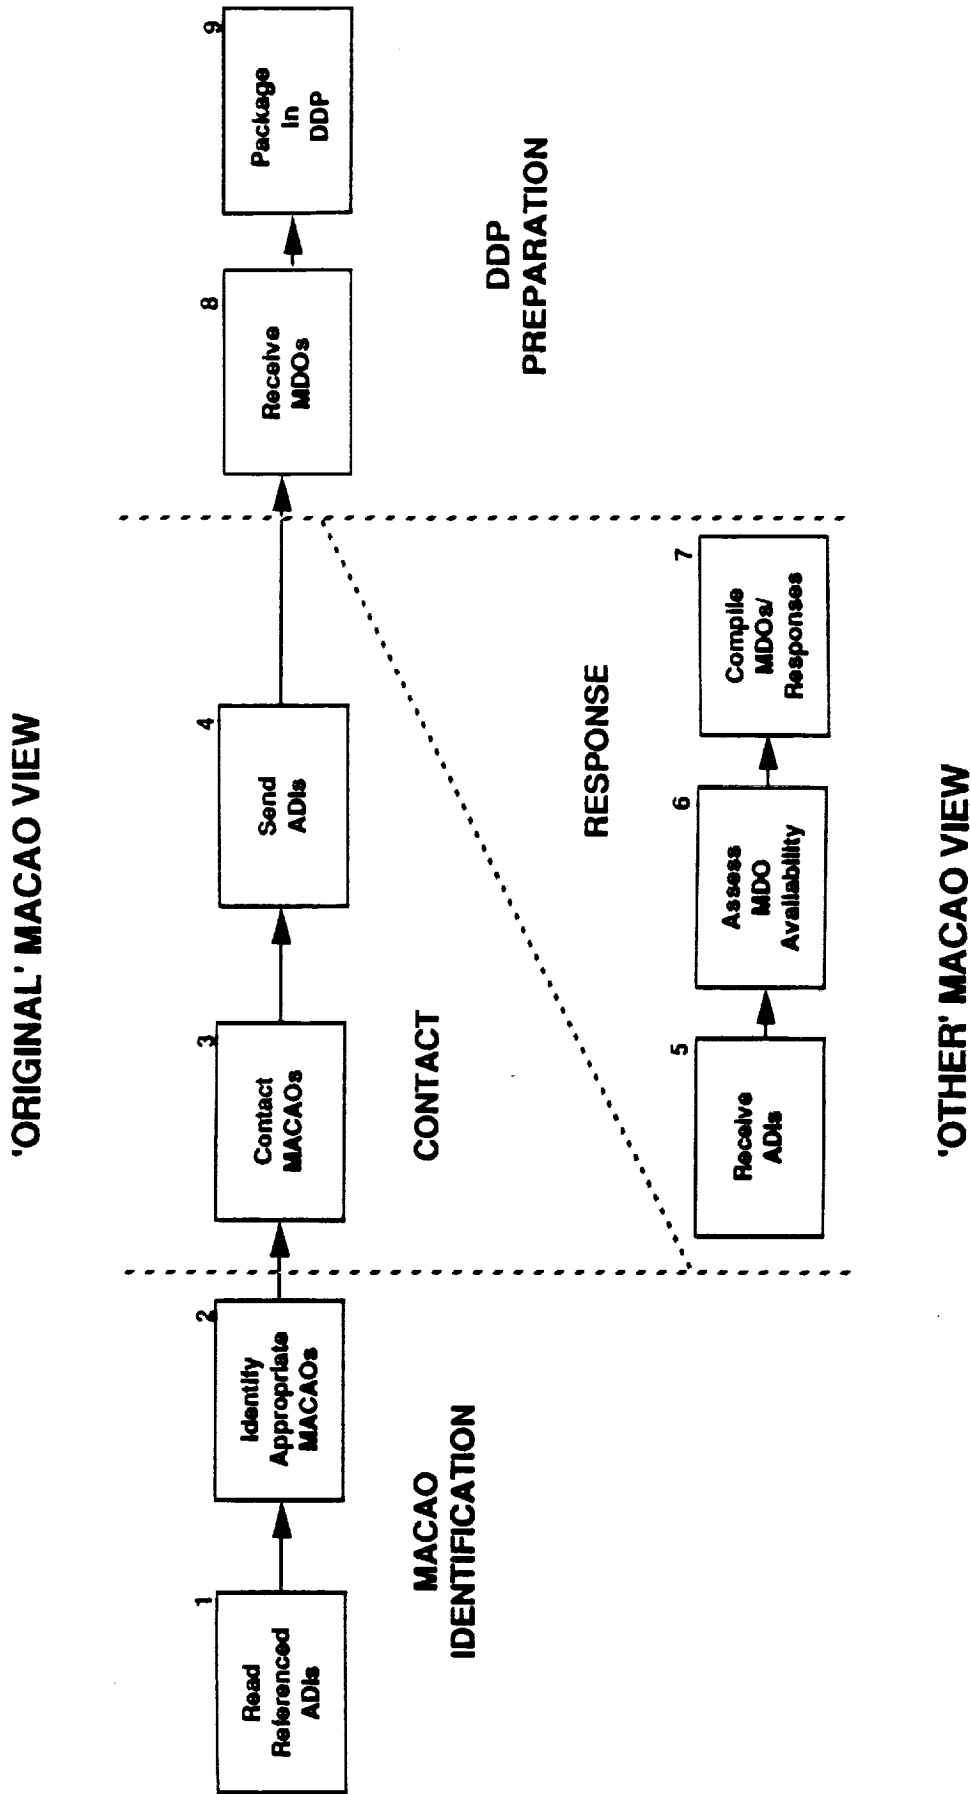 'ORIGINAL' MACAO VIEW
1
Read
Referenced
ADIs
2
Identify
Appropriate
MACAOs
3
Contact
MACAOs
4
Send
ADIs
8
Receive
MDOs
9
Package
in
DDP
MACAO
IDENTIFICATION
CONTACT
RESPONSE
DDP
PREPARATION
5
Receive
ADIs
6
Assess
MDO
Availability
7
Compile
MDOs/
Responses
'OTHER' MACAO VIEW